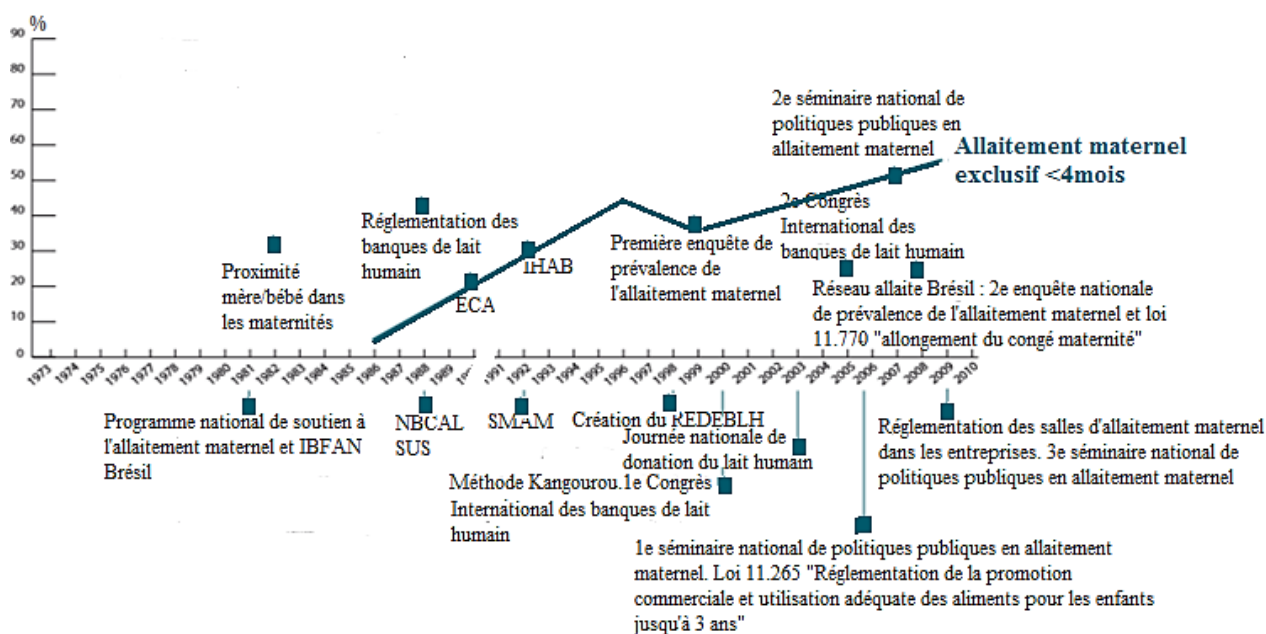 %
90
80
70
60
50
40
30
20
10
0
2e séminaire national de
politiques publiques en
allaitement maternel
Allaitement maternel
exclusif <4mois
Réglementation des
banques de lait
humain
Proximité
mère/bébé dans
les maternités
ECA
IHAB
Première enquête de
prévalence de
l'allaitement maternel
2e Congrès
International des
banques de lait
humain
Réseau allaite Brésil : 2e enquête nationale
de prévalence de l'allaitement maternel et loi
11.770 "allongement du congé maternité"
1973 1974 1975 1976 1977 1978 1979 1980 1981 1982 1983 1984 1985 1986 1987 1988 1989 1991 1992 1993 1994 1995 1996 1997 1998 1999 2000 2001 2002 2003 2004 2005 2006 2007 2008 2009 2010
Programme national de soutien à
l'allaitement maternel et IBFAN
Brésil
NBCAL
SUS
SMAM
Création du REDEBLH
Journée nationale de
donation du lait humain
Méthode Kangourou.1e Congrès
International des banques de lait
humain
Réglementation des salles d'allaitement maternel
dans les entreprises. 3e séminaire national de
politiques publiques en allaitement maternel
1e séminaire national de politiques publiques en allaitement
maternel. Loi 11.265 "Réglementation de la promotion
commerciale et utilisation adéquate des aliments pour les enfants
jusqu'à 3 ans"